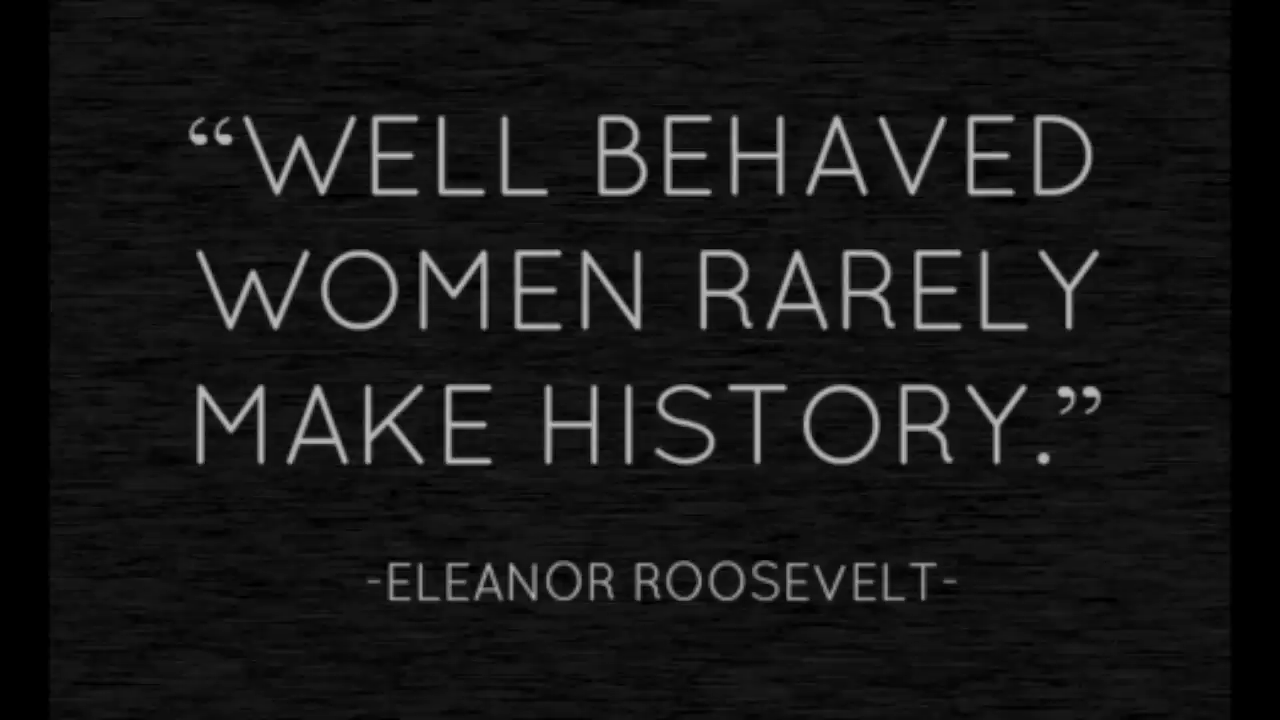 “WELL BEHAVED
WOMEN RARELY
MAKE HISTORY.”
-ELEANOR ROOSEVELT-